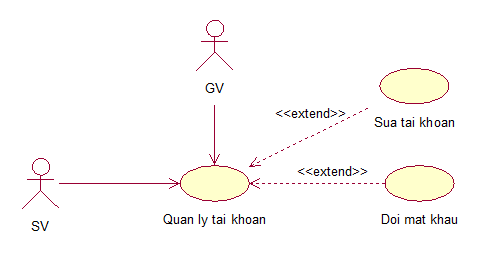 GV
<<extend>>
Sua tai khoan
<<extend>>
SV
Quan ly tai khoan
Doi mat khau